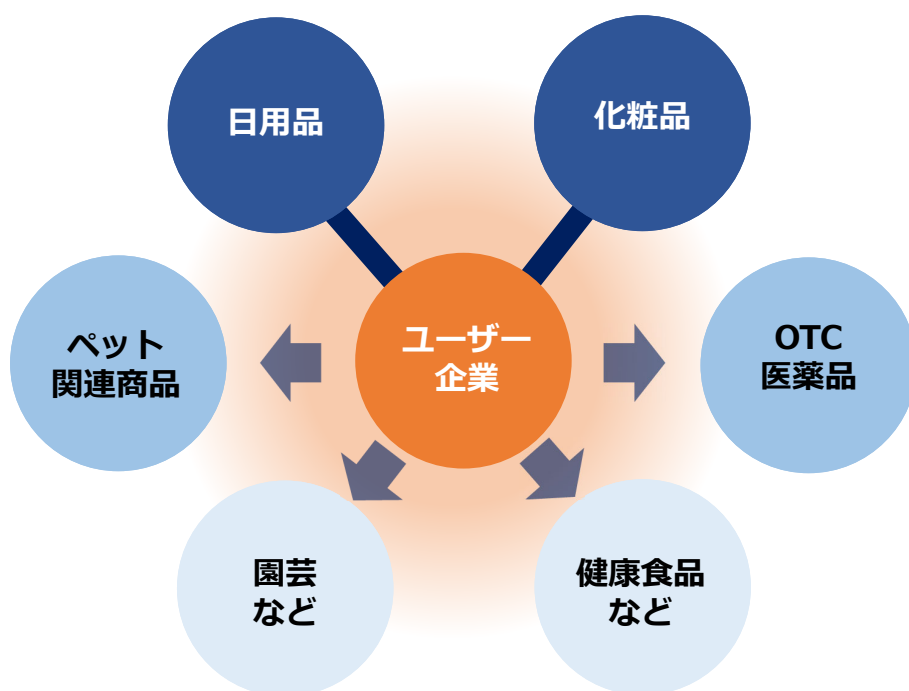 日用品
化粧品
ユーザー
企業
ペット
関連商品
OTC
医薬品
園芸
など
健康食品
など